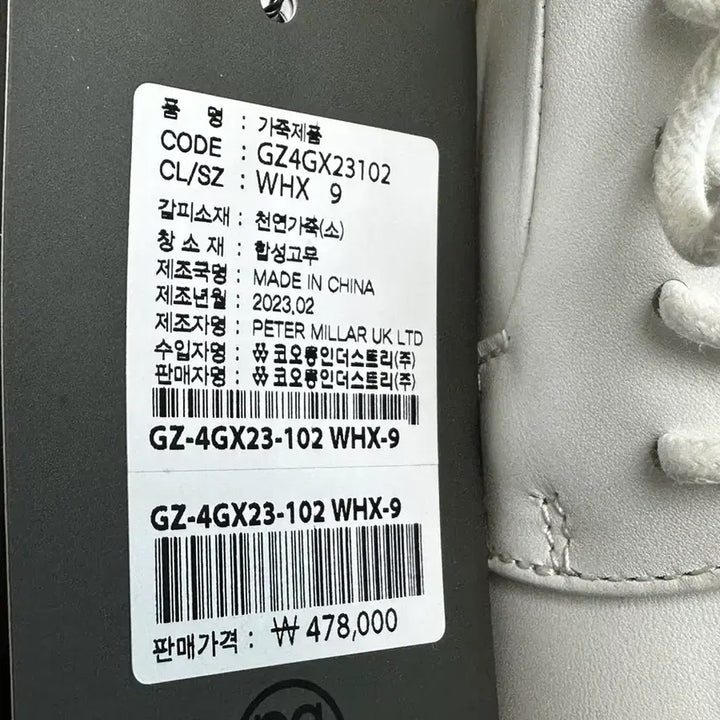 품 명 : 가죽제품
CODE : GZ4GX23102
CL/SZ : WHX 9
갑피소재 : 천연가죽(소)
창 소 재 : 합성고무
제조국명 : MADE IN CHINA
제조년월 : 2023.02
제조자명 : PETER MILLAR UK LTD
수입자명 : 코오롱인더스트리(주)
판매자명 : 코오롱인더스트리(주)
GZ-4GX23-102 WHX-9
GZ-4GX23-102 WHX-9
판매가격 : ₩ 478,000